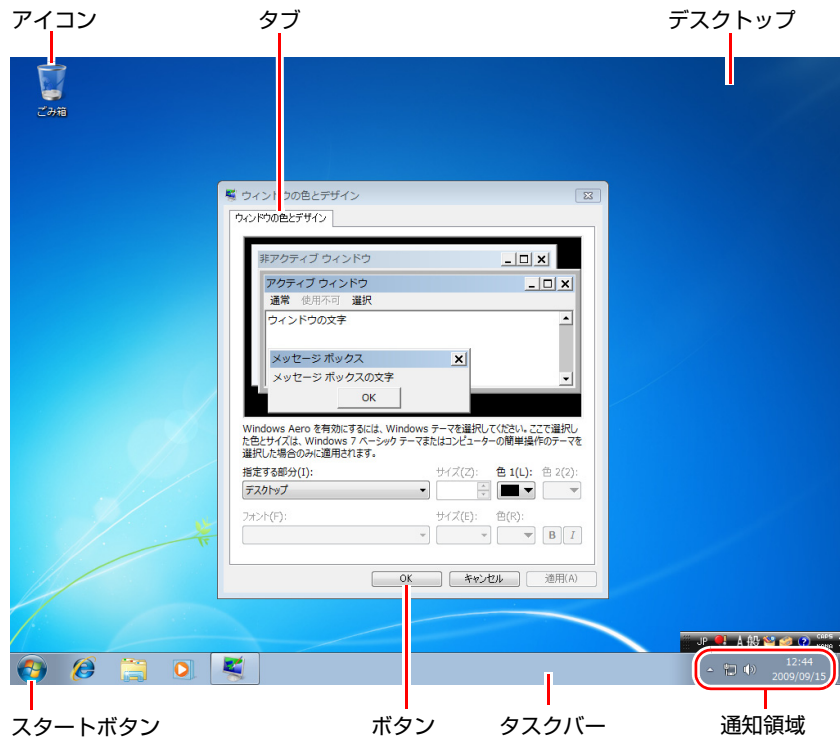 アイコン
タブ
デスクトップ
ごみ箱
ウィンドウの色とデザイン
ウィンドウの色とデザイン
非アクティブ ウィンドウ
アクティブ ウィンドウ
通常 使用不可 選択
ウィンドウの文字
メッセージ ボックス
メッセージ ボックスの文字
OK
Windows Aero を有効にするには、Windows テーマを選択してください。ここで選択し
た色とサイズは、Windows 7 ベーシック テーマまたはコンピューターの簡単操作のテーマを
選択した場合のみに適用されます。
指定する部分(I): サイズ(Z): 色 1(L): 色 2(2):
デスクトップ
フォント(F): サイズ(E): 色(R):
B I
OK キャンセル 適用(A)
JP A 般 CAPS
KANA
12:44
2009/09/15
スタートボタン
ボタン
タスクバー
通知領域